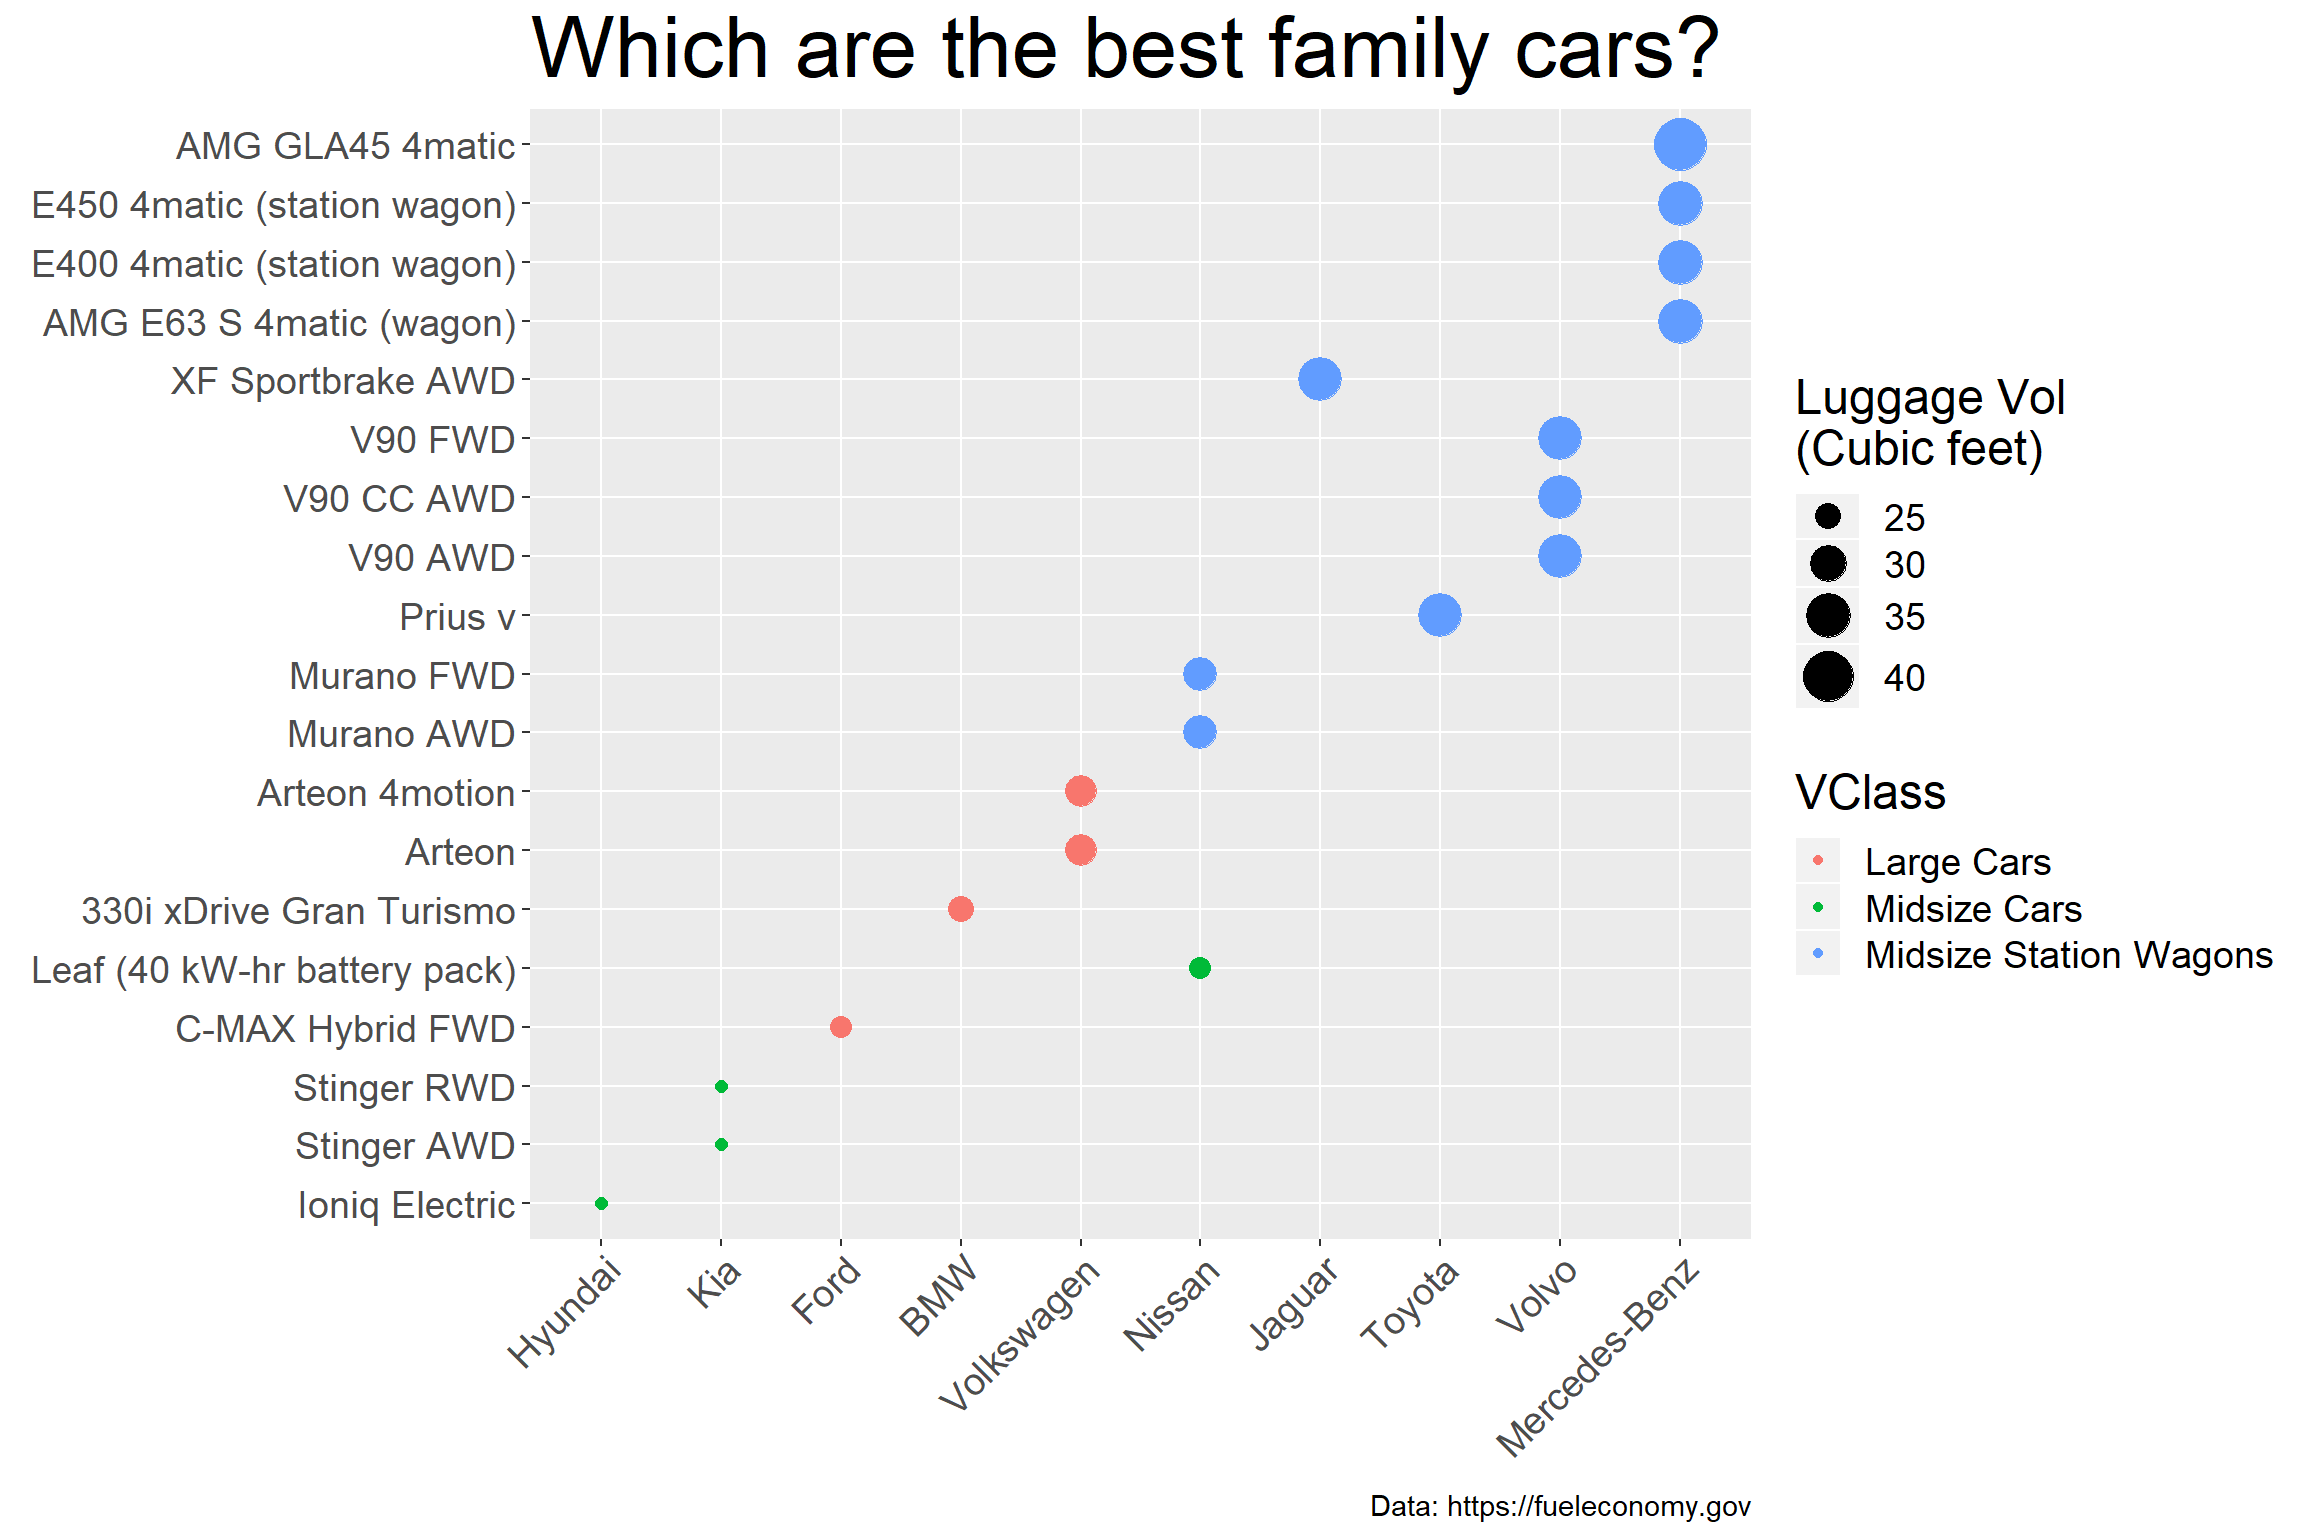 Which are the best family cars?
AMG GLA45 4matic
E450 4matic (station wagon)
E400 4matic (station wagon)
AMG E63 S 4matic (wagon)
XF Sportbrake AWD
V90 FWD
V90 CC AWD
V90 AWD
Prius v
Murano FWD
Murano AWD
Arteon 4motion
Arteon
330i xDrive Gran Turismo
Leaf (40 kW-hr battery pack)
C-MAX Hybrid FWD
Stinger RWD
Stinger AWD
Ioniq Electric
Hyundai
Kia
Ford
BMW
Volkswagen
Nissan
Jaguar
Toyota
Volvo
Mercedes-Benz
Luggage Vol
(Cubic feet)
25
30
35
40
VClass
Large Cars
Midsize Cars
Midsize Station Wagons
Data: https://fueleconomy.gov